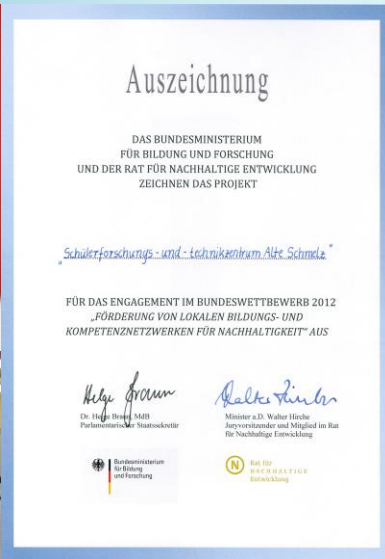 Auszeichnung
DAS BUNDESMINISTERIUM
FÜR BILDUNG UND FORSCHUNG
UND DER RAT FÜR NACHHALTIGE ENTWICKLUNG
ZEICHNEN DAS PROJEKT
„Schülerforschungs- und -technikzentrum Alte Schmelz"
FÜR DAS ENGAGEMENT IM BUNDESWETTBEWERB 2012
„FÖRDERUNG VON LOKALEN BILDUNGS- UND
KOMPETENZNETZWERKEN FÜR NACHHALTIGKEIT" AUS
Helge Braun
Walter Hirche
Dr. Helge Braun, MdB
Parlamentarischer Staatssekretär
Minister a.D. Walter Hirche
Juryvorsitzender und Mitglied im Rat
für Nachhaltige Entwicklung
Bundesministerium
für Bildung
und Forschung
N
Rat für
NACHHALTIGE
Entwicklung